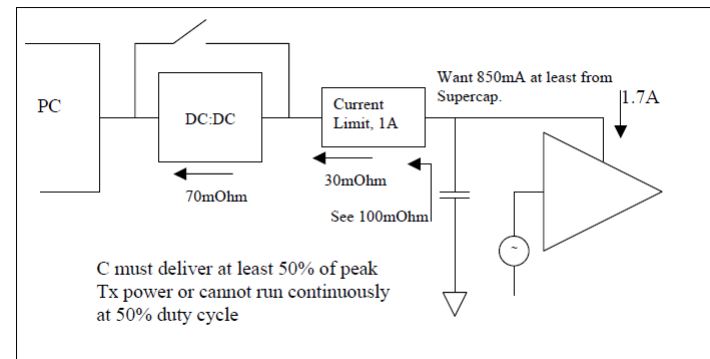 Want 850mA at least from
Supercap.
1.7A
PC
DC:DC
Current
Limit, 1A
70mOhm
30mOhm
See 100mOhm
~
C must deliver at least 50% of peak
Tx power or cannot run continuously
at 50% duty cycle